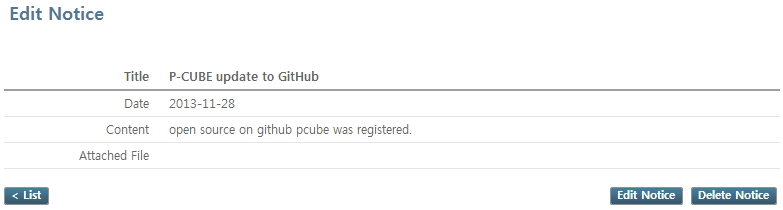 Edit Notice
Title P-CUBE update to GitHub
Date 2013-11-28
Content open source on github pcube was registered.
Attached File
< List Edit Notice Delete Notice